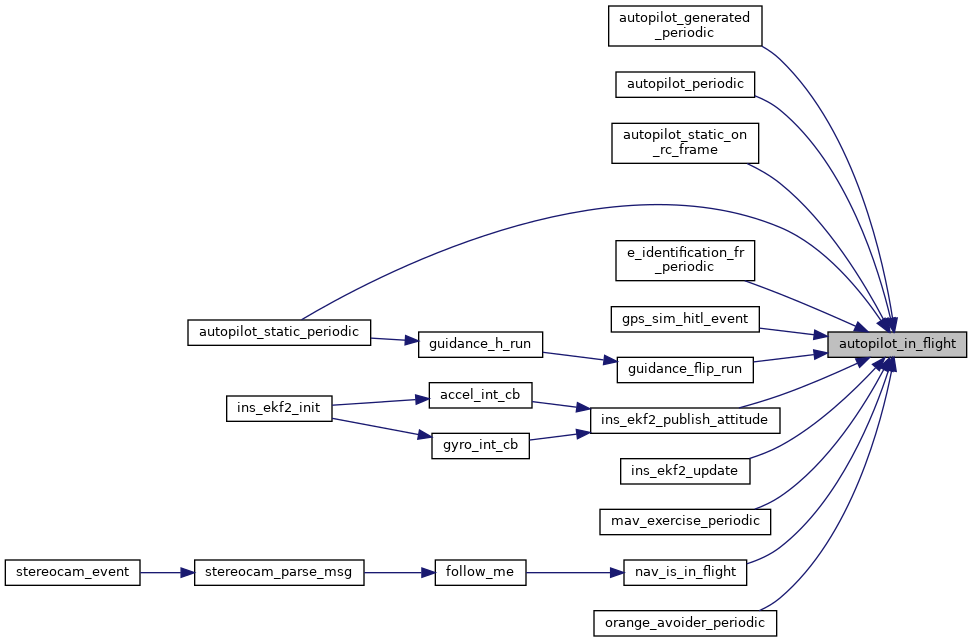 autopilot_generated
_periodic
autopilot_periodic
autopilot_static_on
_rc_frame
e_identification_fr
_periodic
gps_sim_hitl_event
autopilot_static_periodic
guidance_h_run
autopilot_in_flight
guidance_flip_run
accel_int_cb
ins_ekf2_init
ins_ekf2_publish_attitude
gyro_int_cb
ins_ekf2_update
mav_exercise_periodic
stereocam_event
stereocam_parse_msg
follow_me
nav_is_in_flight
orange_avoider_periodic